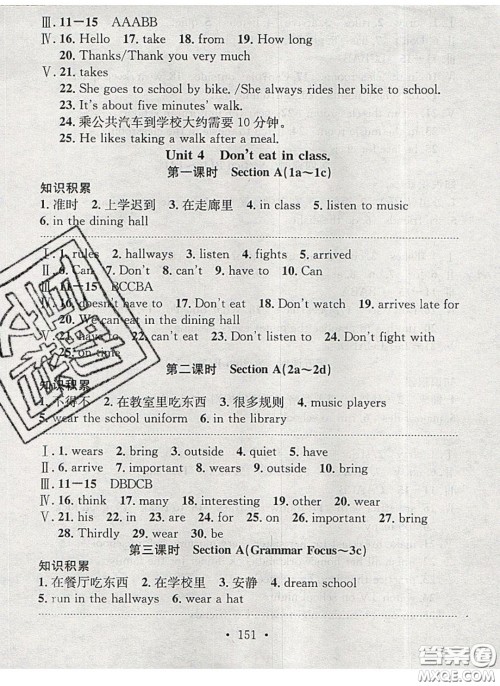 Ⅲ. 11－15 AAABB
Ⅳ. 16. Hello 17. take 18. from 19. How long
20. Thanks/Thank you very much
Ⅴ. 21. takes
22. She goes to school by bike. /She always rides her bike to school.
23. It's about five minutes' walk.
24. 乘公共汽车到学校大约需要 10 分钟。
25. He likes taking a walk after a meal.
Unit 4 Don't eat in class.
第一课时 Section A(1a~1c)
知识积累
1. 准时 2. 上学迟到 3. 在走廊里 4. in class 5. listen to music
6. in the dining hall
Ⅰ. 1. rules 2. hallways 3. listen 4. fights 5. arrived
Ⅱ. 6. Can 7. Don't 8. can't 9. have to 10. Can
Ⅲ. 11－15 BCCBA
Ⅳ. 16. doesn't have to 17. Don't eat 18. Don't watch 19. arrives late for
20. We can eat in the dining hall
Ⅴ. 21. have to 22. can't eat 23. Don't listen to 24. Don't fight with
25. on time
第二课时 Section A(2a~2d)
知识积累
1. 不得不 2. 在教室里吃东西 3. 很多规则 4. music players
5. wear the school uniform 6. in the library
Ⅰ. 1. wears 2. bring 3. outside 4. quiet 5. have
Ⅱ. 6. arrive 7. important 8. wears 9. outside 10. bring
Ⅲ. 11－15 DBDCB
Ⅳ. 16. think 17. many 18. interesting 19. other 20. wear
Ⅴ. 21. his 22. in 23. are 24. for 25. on 26. important 27. bring
28. Thirdly 29. wear 30. be
第三课时 Section A(Grammar Focus~3c)
知识积累
1. 在餐厅吃东西 2. 在学校里 3. 安静 4. dream school
5. run in the hallways 6. wear a hat
· 151 ·
答案圈
MXQE.COM